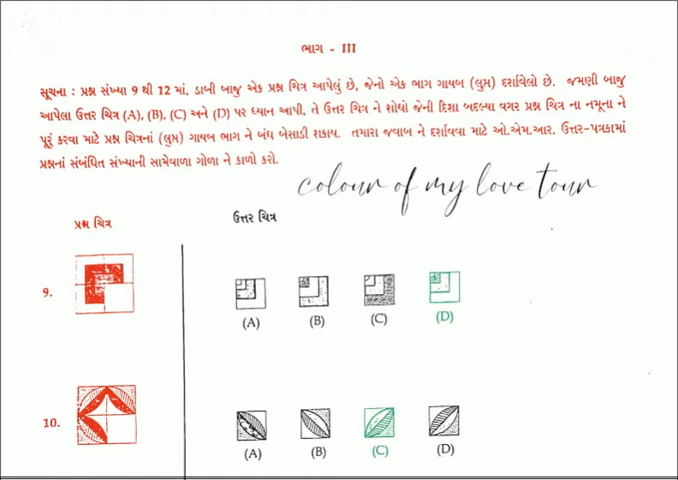 ભાગ - III
સૂચના : પ્રશ્ન સંખ્યા 9 થી 12 માં, ડાબી બાજુ એક પ્રશ્ન ચિત્ર આપેલું છે, જેનો એક ભાગ ગાયબ (લુપ્ત) દર્શાવેલો છે. જમણી બાજુ
આપેલા ઉત્તર ચિત્ર (A), (B), (C) અને (D) પર ધ્યાન આપી, તે ઉત્તર ચિત્ર ને શોધો જેની દિશા બદલ્યા વગર પ્રશ્ન ચિત્ર ના નમૂના ને
પૂરું કરવા માટે પ્રશ્ન ચિત્રનાં (લુપ્ત) ગાયબ ભાગ ને બંધ બેસાડી શકાય. તમારા જવાબ ને દર્શાવવા માટે ઓ.એમ.આર. ઉત્તર-પત્રકામાં
પ્રશ્નનાં સંબંધિત સંખ્યાની સામેવાળા ગોળા ને કાળો કરો.
colour of my love tour
પ્રશ્ન ચિત્ર ઉત્તર ચિત્ર
9.
(A) (B) (C) (D)
10.
(A) (B) (C) (D)